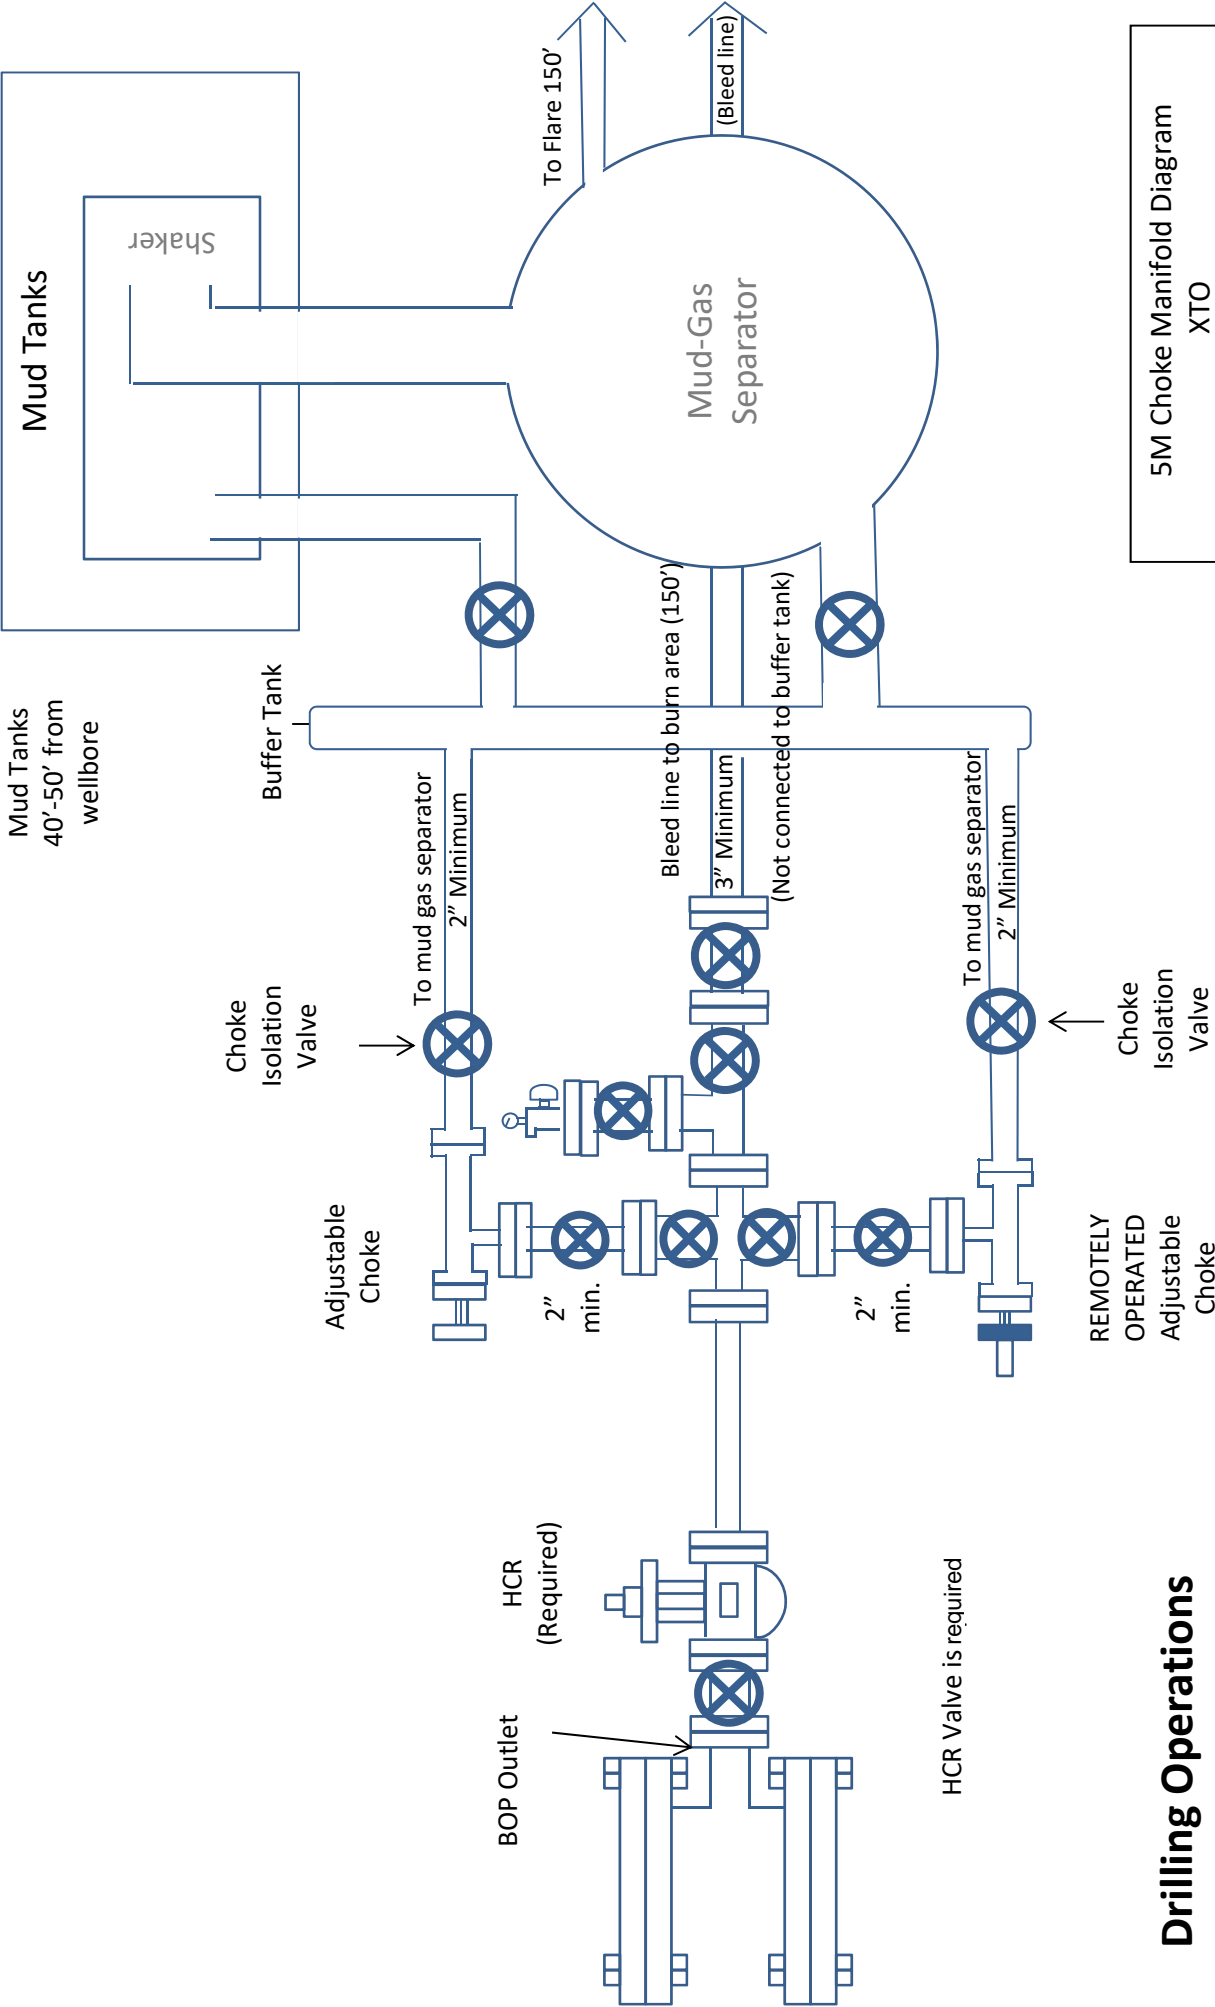 Mud Tanks
40’-50’ from
wellbore
Mud Tanks
Shaker
Buffer Tank
Choke
Isolation
Valve
To mud gas separator
2” Minimum
Adjustable
Choke
To Flare 150’
(Bleed line)
Mud-Gas
Separator
HCR
(Required)
BOP Outlet
2”
min.
Bleed line to burn area (150’)
3” Minimum
(Not connected to buffer tank)
2”
min.
To mud gas separator
2” Minimum
HCR Valve is required
REMOTELY
OPERATED
Adjustable
Choke
Choke
Isolation
Valve
Drilling Operations
5M Choke Manifold Diagram
XTO